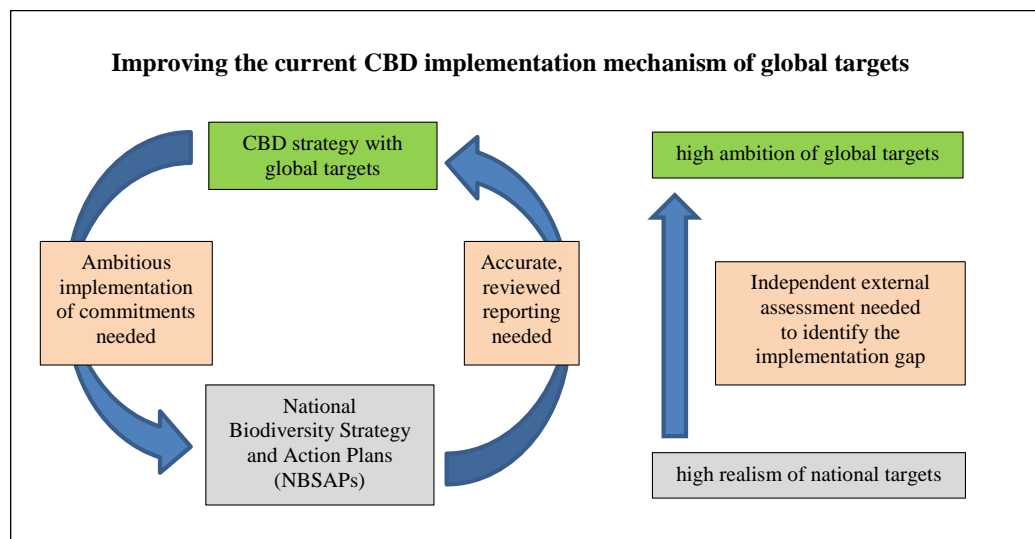 Improving the current CBD implementation mechanism of global targets
CBD strategy with
global targets
Ambitious
implementation
of commitments
needed
Accurate,
reviewed
reporting
needed
National
Biodiversity Strategy
and Action Plans
(NBSAPs)
high ambition of global targets
Independent external
assessment needed
to identify the
implementation gap
high realism of national targets